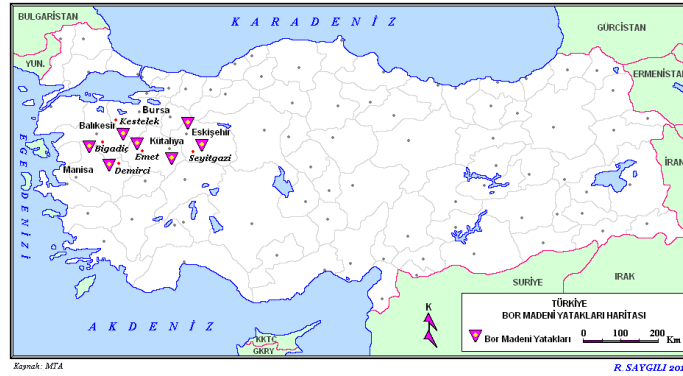 BULGARİSTAN
K A R A D E N İ Z
GÜRCİSTAN
YUN.
ERMENİSTAN
Bursa
Kestelek
Balıkesir
Eskişehir
Kütahya
Bigadiç
Emet
Seyitgazi
İRAN
Manisa
Demirci
E G E D E N İ Z İ
SURİYE
IRAK
A K D E N İ Z
KKTC
GKRY
K
TÜRKİYE
BOR MADENİ YATAKLARI HARİTASI
Bor Madeni Yatakları
0 100 200 Km
Kaynak: MTA
R. SAYGILI